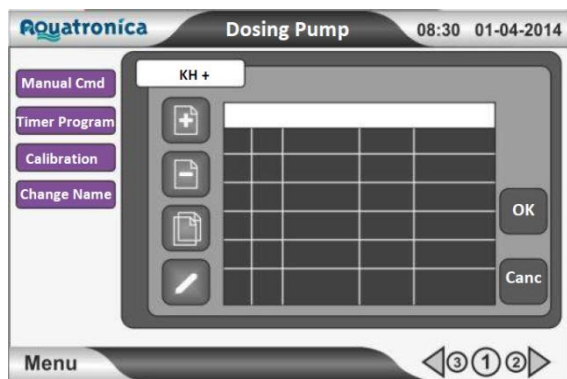 Aquatronica
Dosing Pump
08:30 01-04-2014
Manual Cmd
Timer Program
Calibration
Change Name
KH +
OK
Canc
Menu
3 1 2